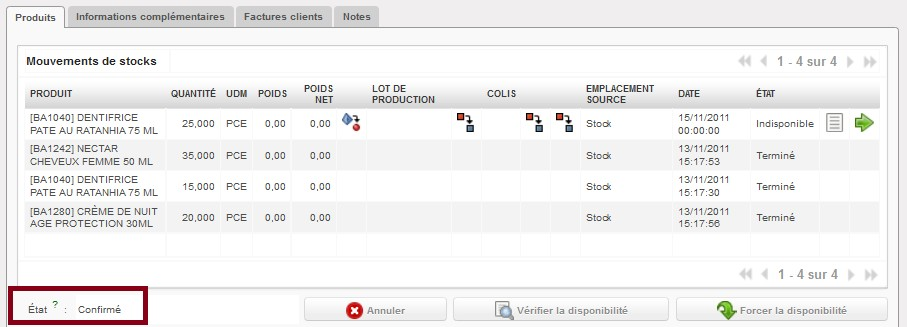 Produits Informations complémentaires Factures clients Notes
Mouvements de stocks 1 - 4 sur 4
PRODUIT QUANTITÉ UDM POIDS POIDS NET LOT DE PRODUCTION COLIS EMPLACEMENT SOURCE DATE ÉTAT
[BA1040] DENTIFRICE 25,000 PCE 0,00 0,00 Stock 15/11/2011 Indisponible
PATE AU RATANHIA 75 ML 00:00:00
[BA1242] NECTAR 35,000 PCE 0,00 0,00 Stock 13/11/2011 Terminé
CHEVEUX FEMME 50 ML 15:17:53
[BA1040] DENTIFRICE 15,000 PCE 0,00 0,00 Stock 13/11/2011 Terminé
PATE AU RATANHIA 75 ML 15:17:30
[BA1280] CRÈME DE NUIT 20,000 PCE 0,00 0,00 Stock 13/11/2011 Terminé
AGE PROTECTION 30ML 15:17:56
1 - 4 sur 4
État ? : Confirmé Annuler Vérifier la disponibilité Forcer la disponibilité